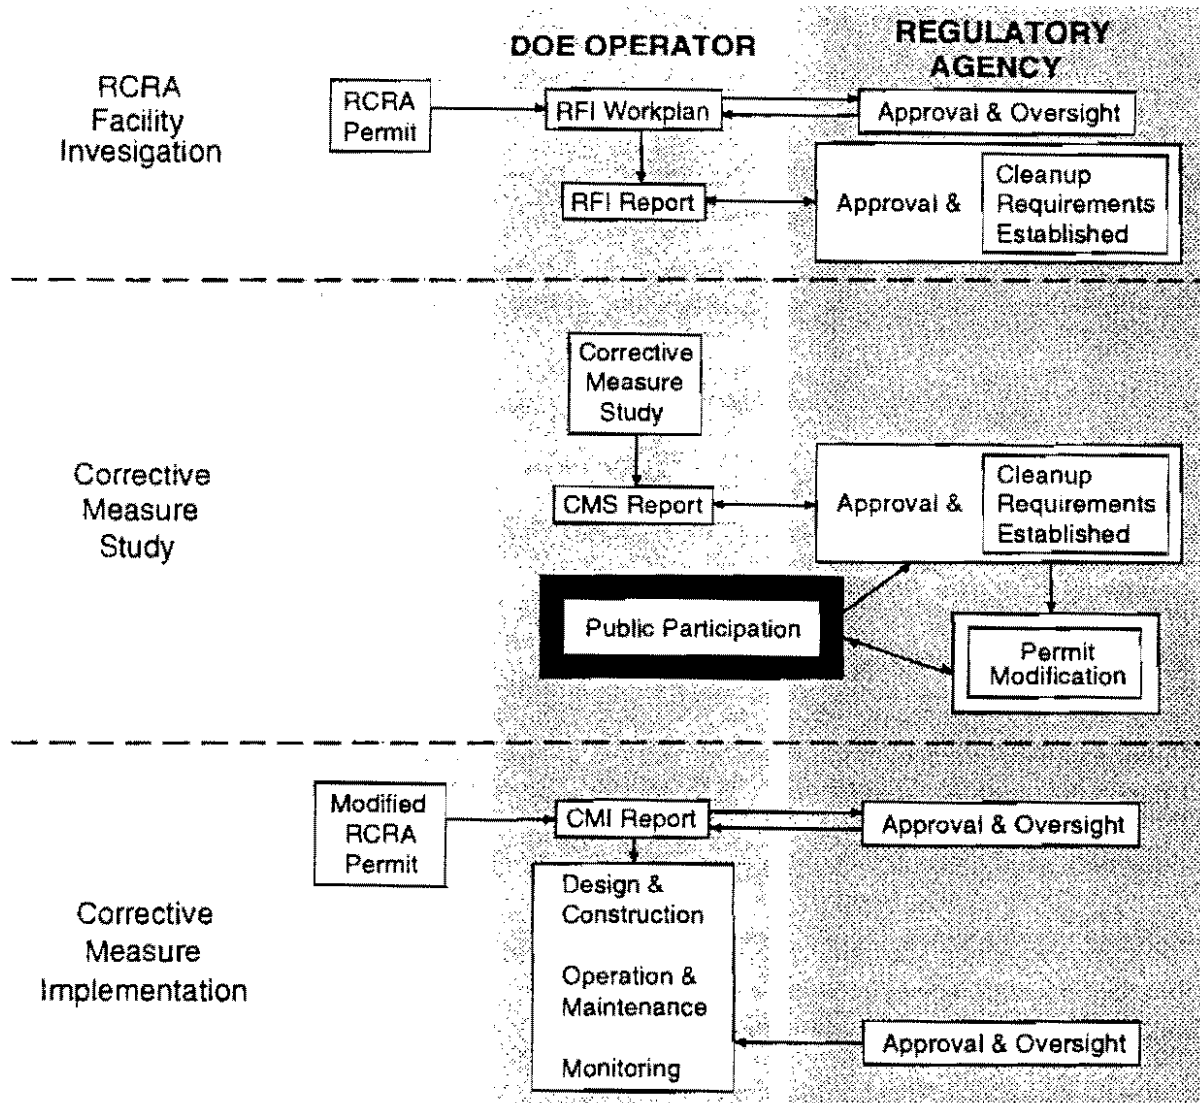 DOE OPERATOR
REGULATORY
AGENCY
RCRA
Facility
Invesigation
RCRA
Permit
RFI Workplan
Approval & Oversight
RFI Report
Approval &
Cleanup
Requirements
Established
Corrective
Measure
Study
Corrective
Measure
Study
CMS Report
Approval &
Cleanup
Requirements
Established
Public Participation
Permit
Modification
Corrective
Measure
Implementation
Modified
RCRA
Permit
CMI Report
Approval & Oversight
Design &
Construction
Operation &
Maintenance
Monitoring
Approval & Oversight